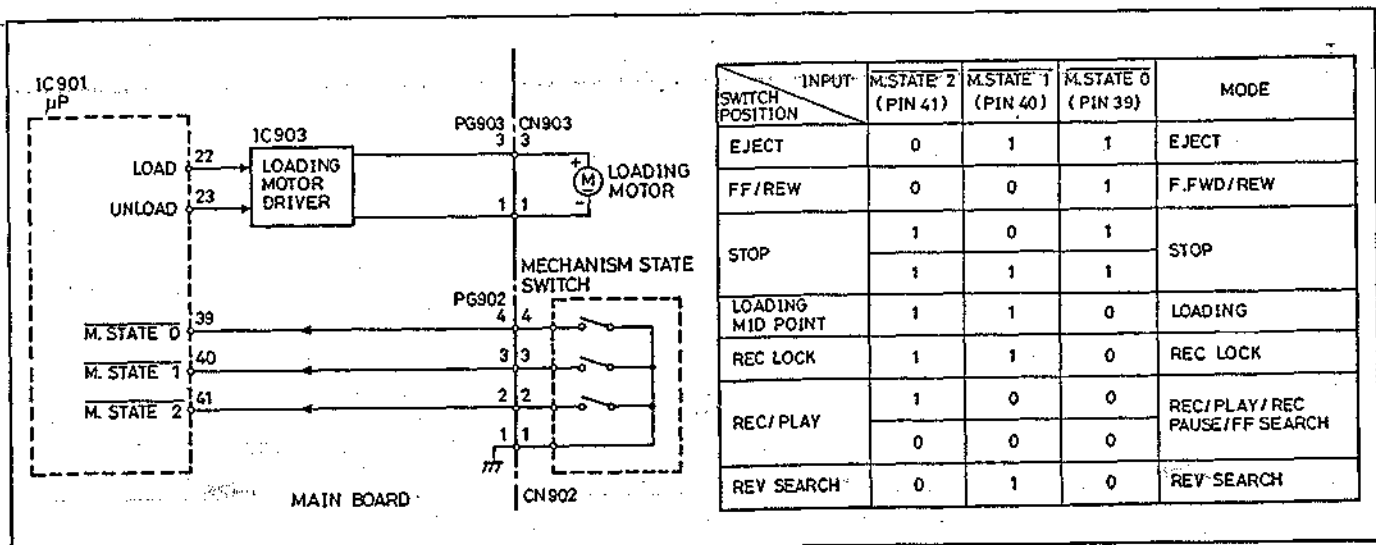 IC901
μP
IC903
LOADING
MOTOR
DRIVER
LOAD 22
UNLOAD 23
PG903 CN903
3 3
1 1
+
M
-
LOADING
MOTOR
MECHANISM STATE
SWITCH
PG902
M. STATE 0 39 4 4
M. STATE 1 40 3 3
M. STATE 2 41 2 2
1 1
MAIN BOARD
CN902
INPUT M.STATE 2 M.STATE 1 M.STATE 0 MODE
SWITCH POSITION (PIN 41) (PIN 40) (PIN 39)
EJECT 0 1 1 EJECT
FF/REW 0 0 1 F.FWD/REW
STOP 1 0 1 STOP
1 1 1
LOADING MID POINT 1 1 0 LOADING
REC LOCK 1 1 0 REC LOCK
REC/PLAY 1 0 0 REC/PLAY/REC
0 0 0 PAUSE/FF SEARCH
REV SEARCH 0 1 0 REV SEARCH